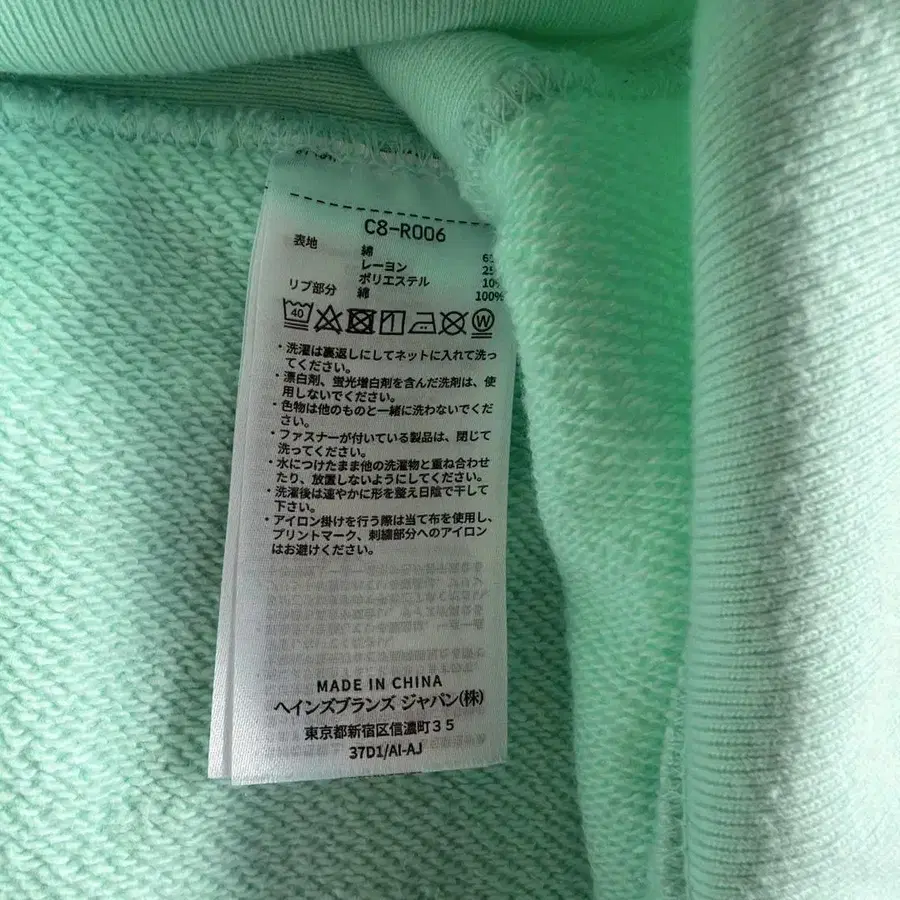 C8-R006
表地 綿
レーヨン
ポリエステル 10%
リブ部分 綿 100%
40 W
・洗濯は裏返しにしてネットに入れて洗っ
てください。
・漂白剤、蛍光増白剤を含んだ洗剤は、使
用しないでください。
・色物は他のものと一緒に洗わないでくだ
さい。
・ファスナーが付いている製品は、閉じて
洗ってください。
・水につけたまま他の洗濯物と重ね合わせ
たり、放置しないようにしてください。
・洗濯後は速やかに形を整え日陰で干して
下さい。
・アイロン掛けを行う際は当て布を使用し、
プリントマーク、刺繍部分へのアイロン
はお避けください。
MADE IN CHINA
ヘインズブランズ ジャパン(株)
東京都新宿区信濃町35
37D1/AI-AJ